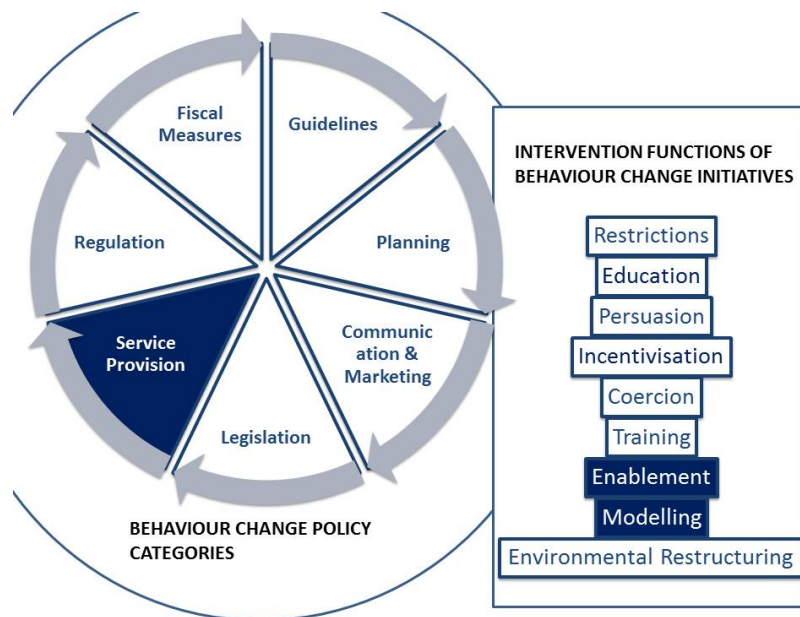 Fiscal
Measures
Guidelines
Regulation
Planning
Service
Provision
Communic
ation &
Marketing
Legislation
BEHAVIOUR CHANGE POLICY
CATEGORIES
INTERVENTION FUNCTIONS OF
BEHAVIOUR CHANGE INITIATIVES
Restrictions
Education
Persuasion
Incentivisation
Coercion
Training
Enablement
Modelling
Environmental Restructuring